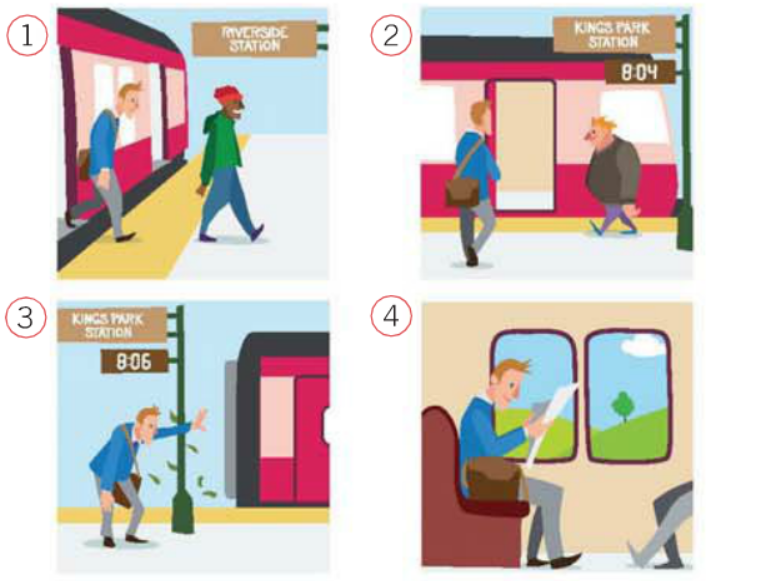 1
RIVERSIDE
STATION
2
KINGS PARK
STATION
8:04
3
KINGS PARK
STATION
8:06
4